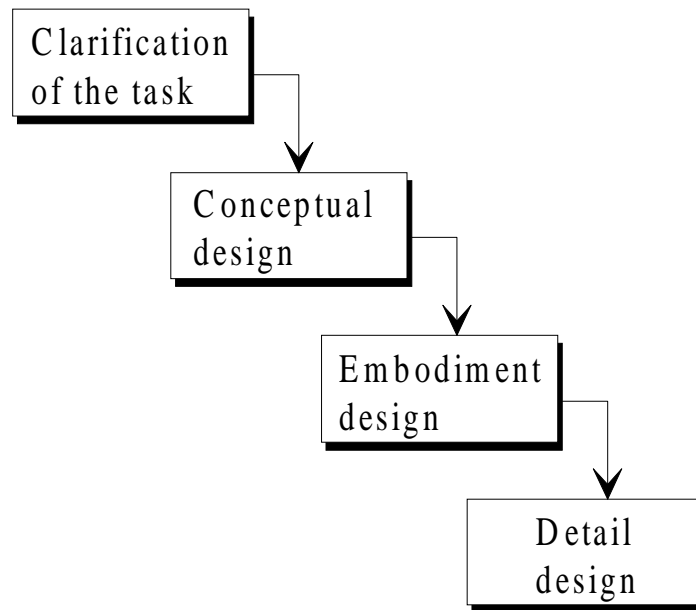 Clarification
of the task
Conceptual
design
Embodiment
design
Detail
design